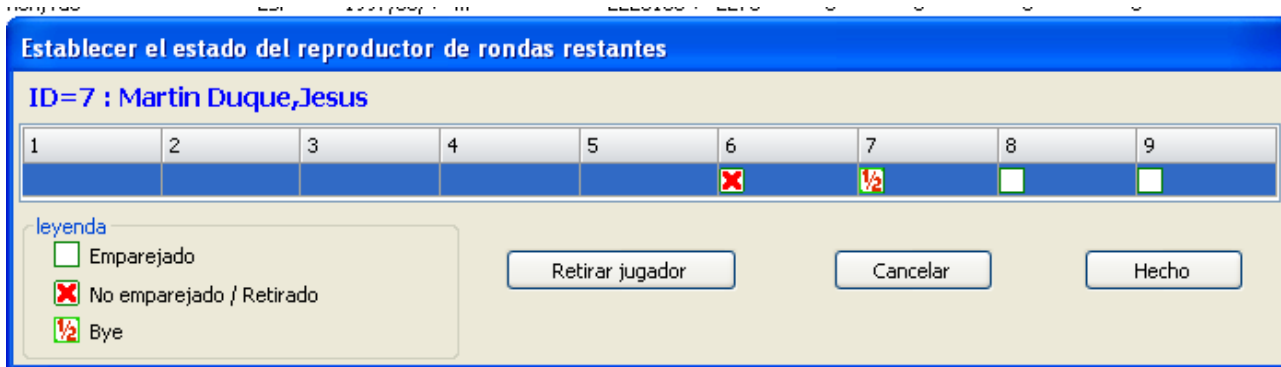 Establecer el estado del reproductor de rondas restantes
ID=7 : Martin Duque,Jesus
1 2 3 4 5 6 7 8 9
½
leyenda
Emparejado
No emparejado / Retirado
½ Bye
Retirar jugador Cancelar Hecho